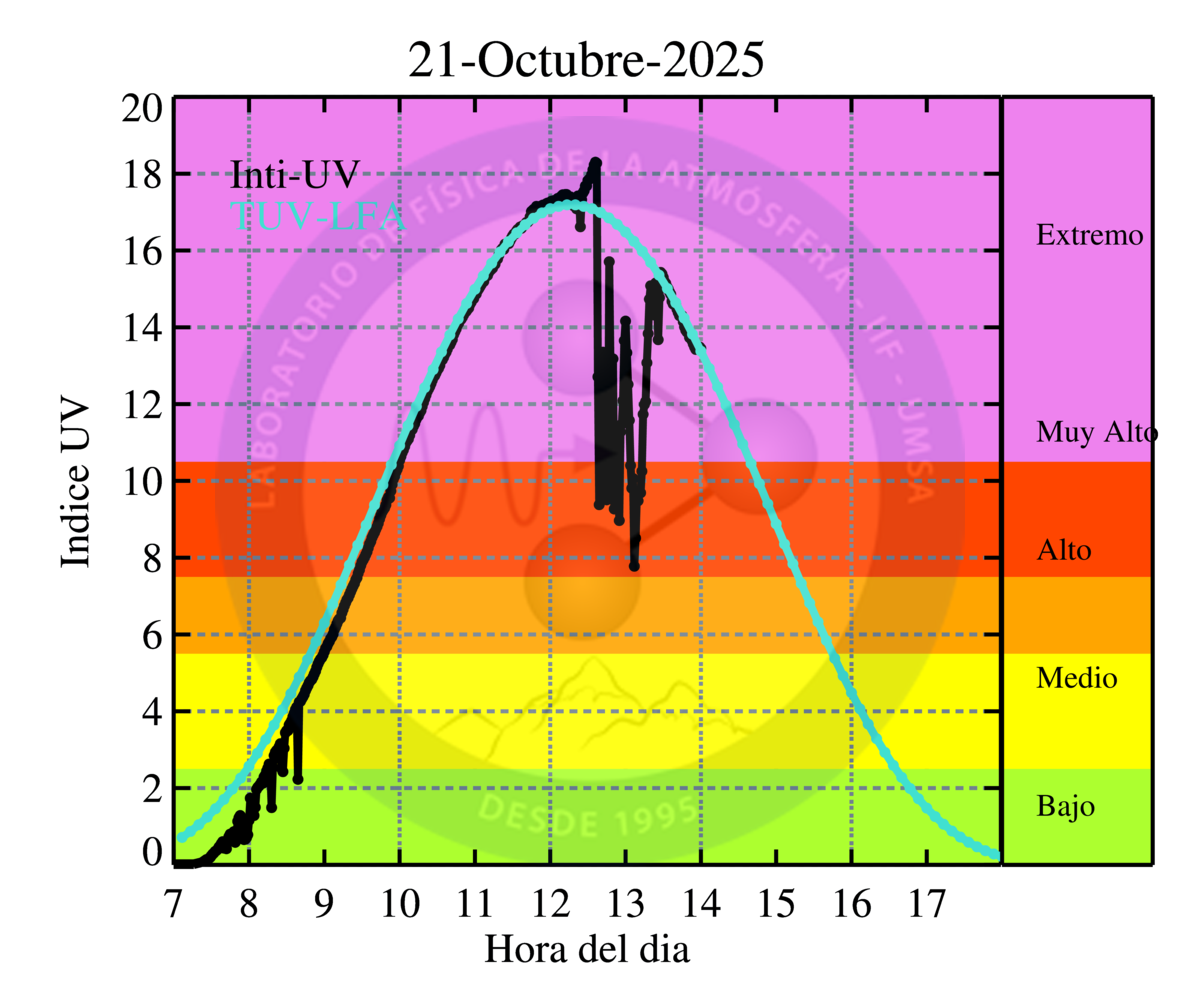 21-Octubre-2025
Inti-UV
TUV-LFA
LABORATORIO DE FÍSICA DE LA ATMÓSFERA - IIF - UMSA
DESDE 1995
Indice UV
20
18
16
14
12
10
8
6
4
2
0
Extremo
Muy Alto
Alto
Medio
Bajo
7 8 9 10 11 12 13 14 15 16 17
Hora del dia